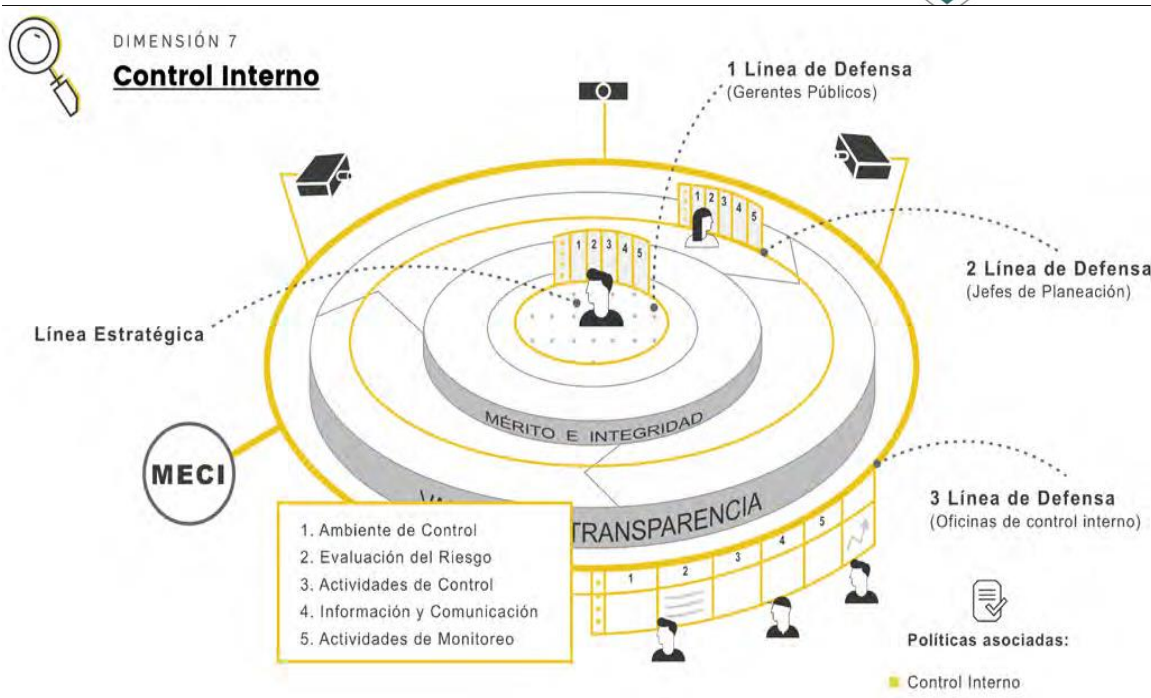 DIMENSIÓN 7
Control Interno
1 Línea de Defensa
(Gerentes Públicos)
1 2 3 4 5
1 2 3 4 5
2 Línea de Defensa
(Jefes de Planeación)
Línea Estratégica
MÉRITO E INTEGRIDAD
MECI
TRANSPARENCIA
3 Línea de Defensa
(Oficinas de control interno)
1. Ambiente de Control
2. Evaluación del Riesgo
3. Actividades de Control
4. Información y Comunicación
5. Actividades de Monitoreo
1 2 3 4 5
Políticas asociadas:
Control Interno